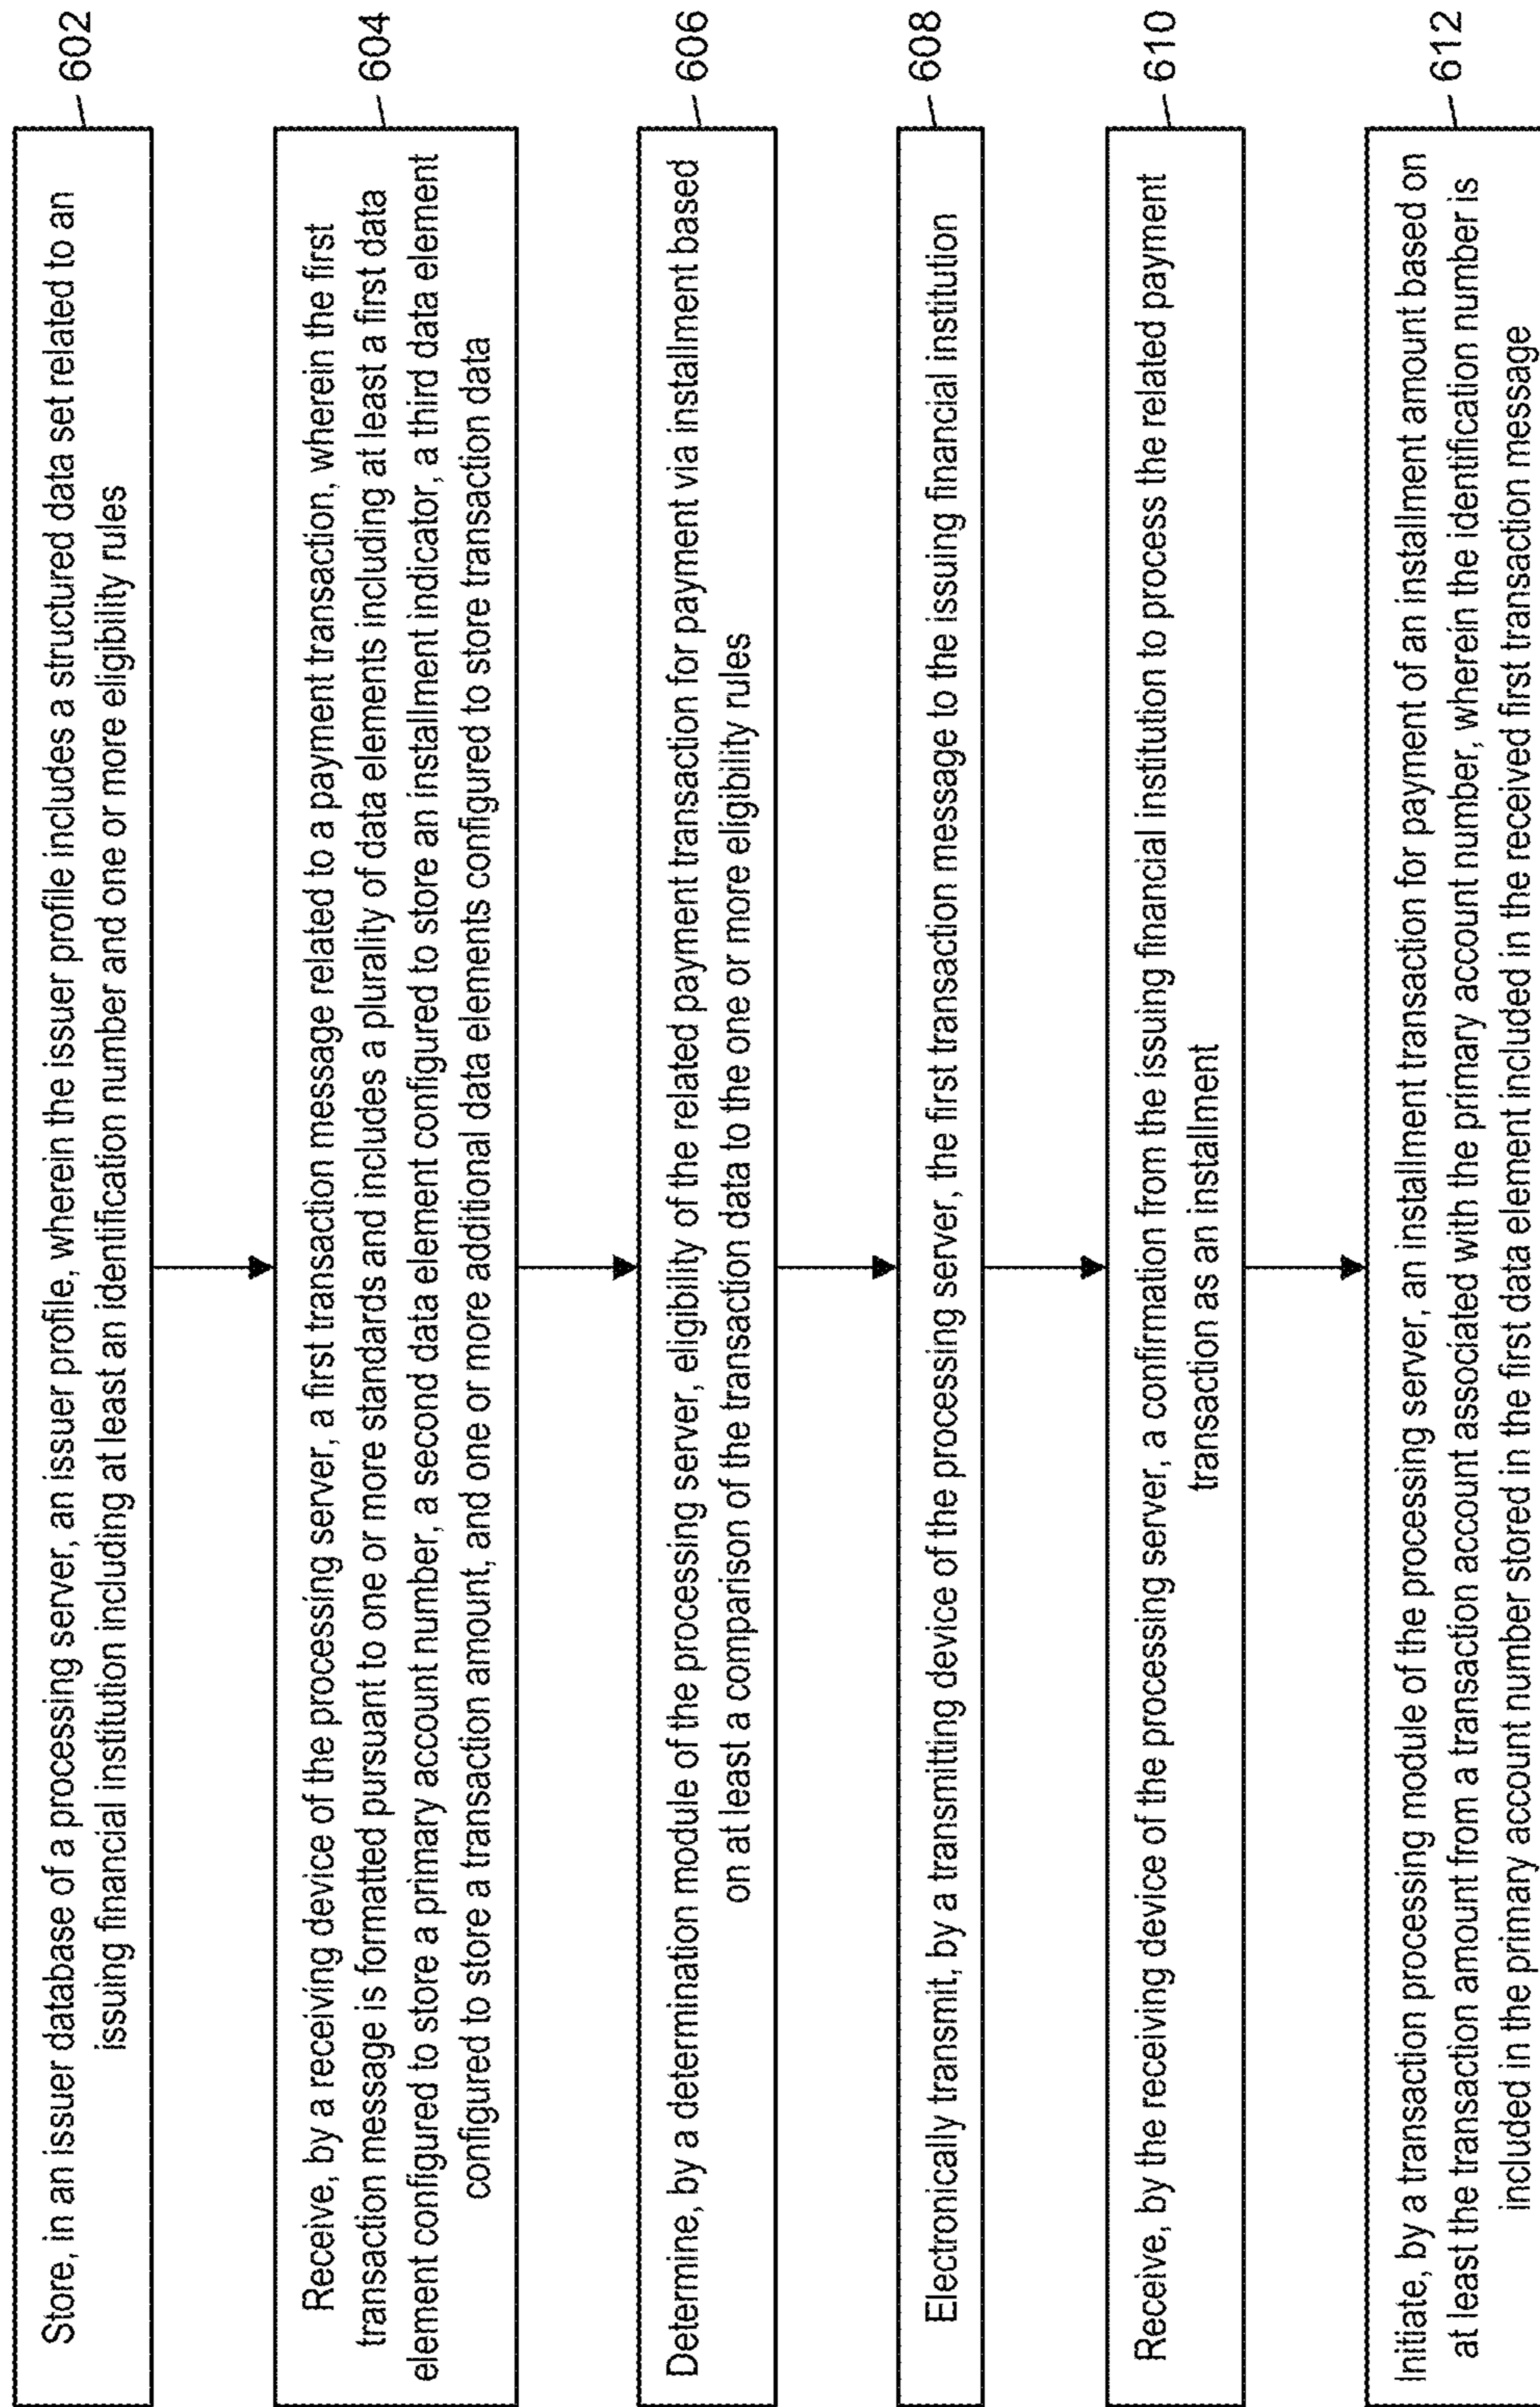 Store, in an issuer database of a processing server, an issuer profile, wherein the issuer profile includes a structured data set related to an
issuing financial institution including at least an identification number and one or more eligibility rules
602
Receive, by a receiving device of the processing server, a first transaction message related to a payment transaction, wherein the first
transaction message is formatted pursuant to one or more standards and includes a plurality of data elements including at least a first data
element configured to store a primary account number, a second data element configured to store an installment indicator, a third data element
configured to store a transaction amount, and one or more additional data elements configured to store transaction data
604
Determine, by a determination module of the processing server, eligibility of the related payment transaction for payment via installment based
on at least a comparison of the transaction data to the one or more eligibility rules
606
Electronically transmit, by a transmitting device of the processing server, the first transaction message to the issuing financial institution
608
Receive, by the receiving device of the processing server, a confirmation from the issuing financial institution to process the related payment
transaction as an installment
610
Initiate, by a transaction processing module of the processing server, an installment transaction for payment of an installment amount based on
at least the transaction amount from a transaction account associated with the primary account number, wherein the identification number is
included in the primary account number stored in the first data element included in the received first transaction message
612